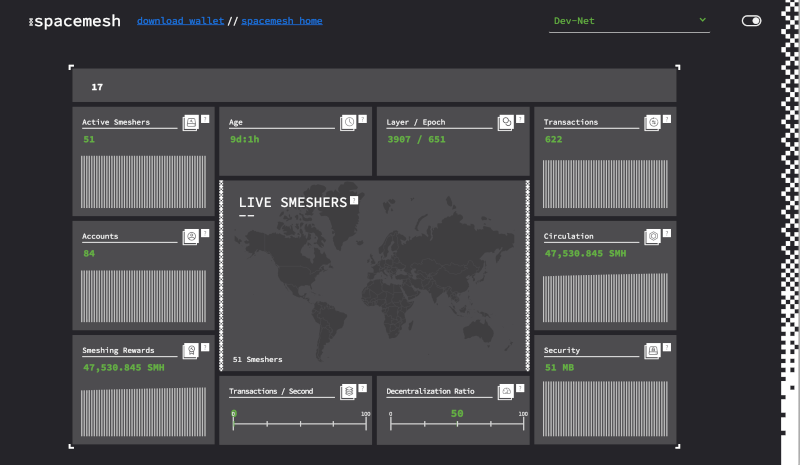 spacemesh download wallet // spacemesh home Dev-Net
17
Active Smeshers ?
51
Age ?
9d:1h
Layer / Epoch ?
3907 / 651
Transactions ?
622
LIVE SMESHERS ?
51 Smeshers
Accounts ?
84
Circulation ?
47,530.845 SMH
Smeshing Rewards ?
47,530.845 SMH
Transactions / Second ?
0
0 100
Decentralization Ratio ?
50
0 100
Security ?
51 MB